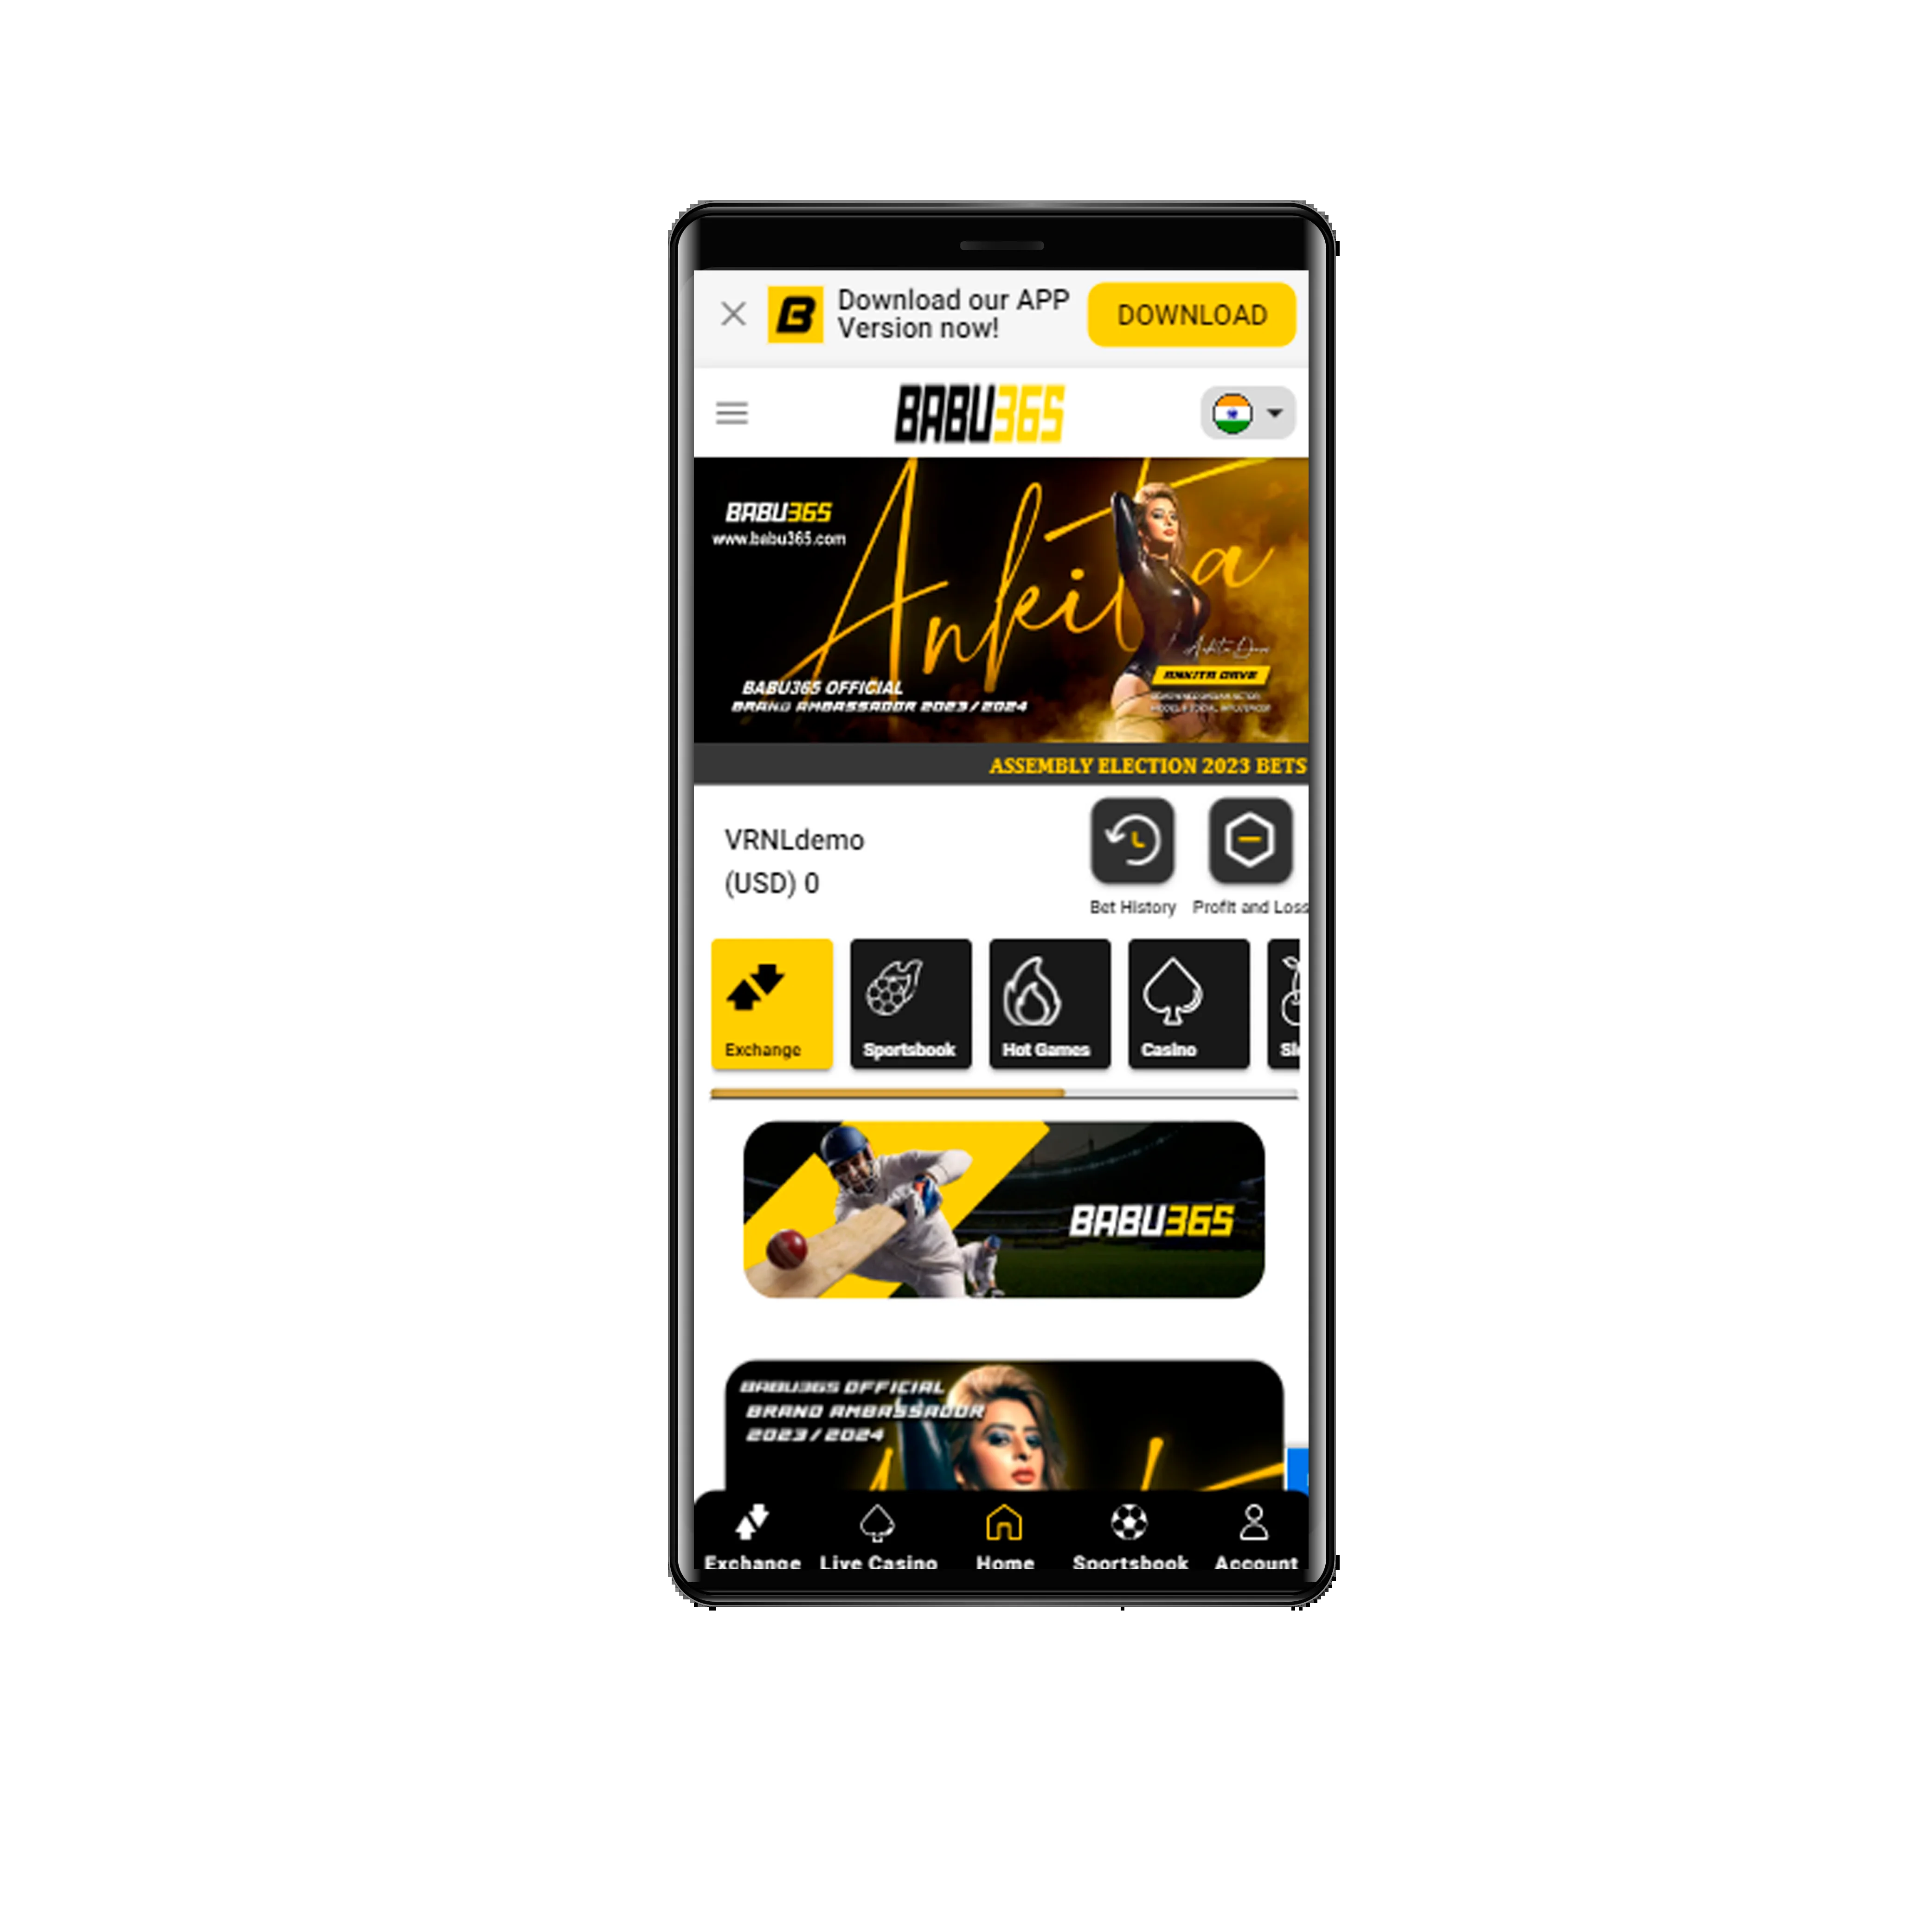 Download our APP
Version now!
DOWNLOAD
BABU365
Ankita
BABU365
www.babu365.com
Ankita Dave
ANKITA DAVE
BABU365 OFFICIAL
BRAND AMBASSADOR 2023/2024
ASSEMBLY ELECTION 2023 BETS
VRNLdemo
(USD) 0
Bet History
Profit and Loss
Exchange
Sportsbook
Hot Games
Casino
BABU365
BABU365 OFFICIAL
BRAND AMBASSADOR
2023/2024
Exchange
Live Casino
Home
Sportsbook
Account